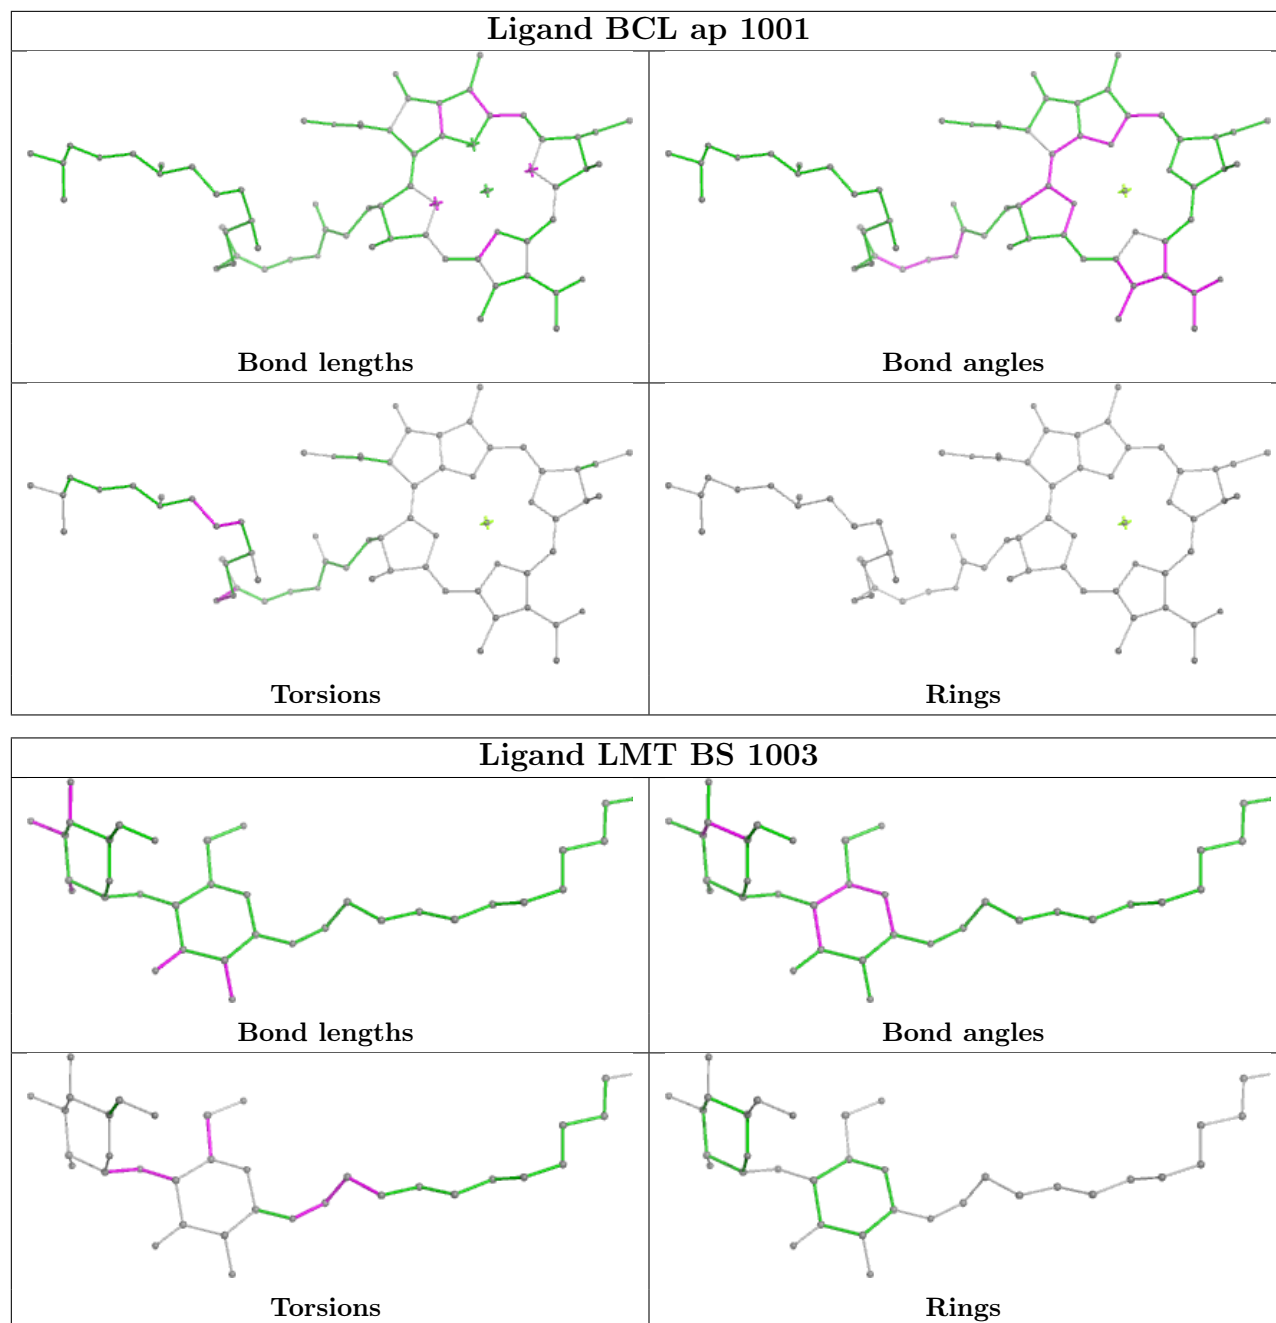 Ligand BCL ap 1001
Bond lengths
Bond angles
Torsions
Rings
Ligand LMT BS 1003
Bond lengths
Bond angles
Torsions
Rings